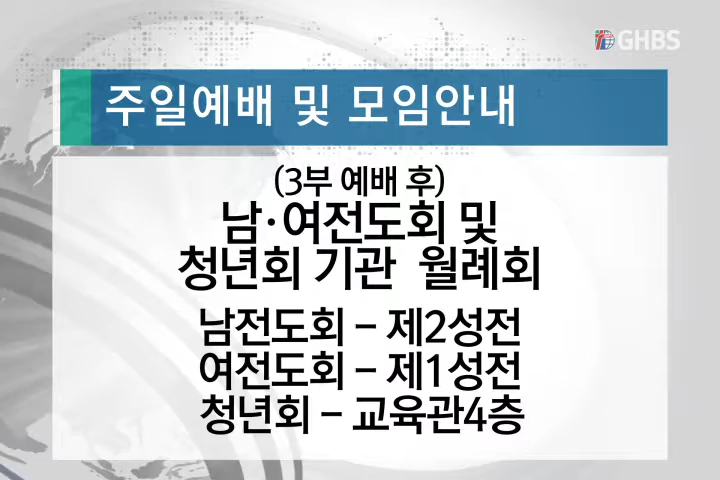 GHBS
주일예배 및 모임안내
(3부 예배 후)
남·여전도회 및
청년회 기관 월례회
남전도회 – 제2성전
여전도회 – 제1성전
청년회 – 교육관4층